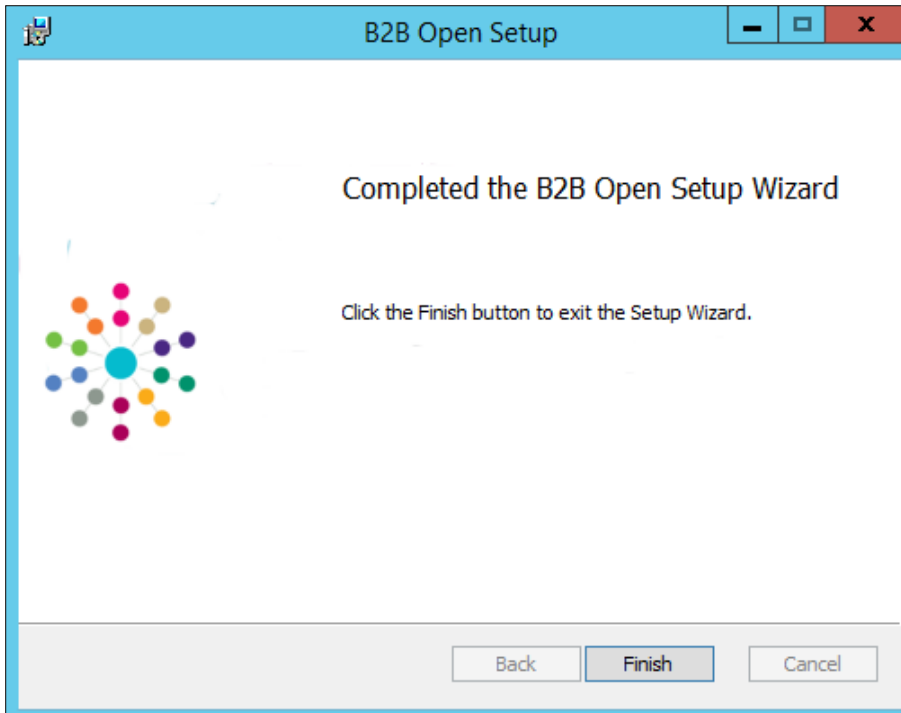 B2B Open Setup
Completed the B2B Open Setup Wizard
Click the Finish button to exit the Setup Wizard.
Back Finish Cancel